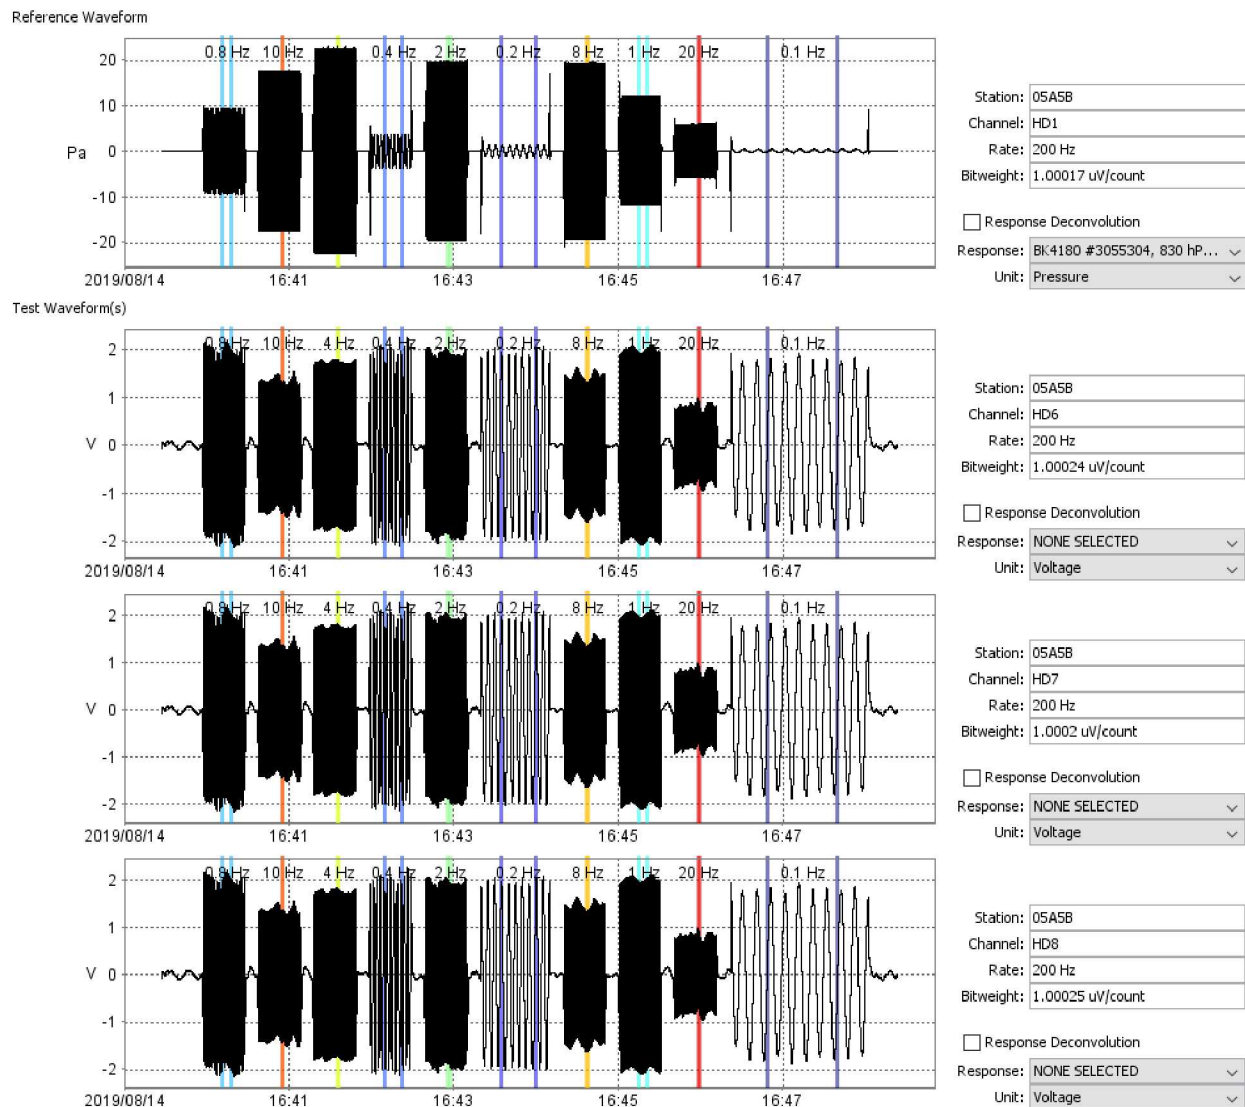 Reference Waveform
0.8 Hz 10 Hz 0.4 Hz 2 Hz 0.2 Hz 8 Hz 1 Hz 20 Hz 0.1 Hz
20
10
Pa 0
-10
-20
2019/08/14 16:41 16:43 16:45 16:47
Station: 05A5B
Channel: HD1
Rate: 200 Hz
Bitweight: 1.00017 uV/count
Response Deconvolution
Response: BK4180 #3055304, 830 hP...
Unit: Pressure
Test Waveform(s)
0.8 Hz 10 Hz 4 Hz 0.4 Hz 2 Hz 0.2 Hz 8 Hz 1 Hz 20 Hz 0.1 Hz
2
1
V 0
-1
-2
2019/08/14 16:41 16:43 16:45 16:47
Station: 05A5B
Channel: HD6
Rate: 200 Hz
Bitweight: 1.00024 uV/count
Response Deconvolution
Response: NONE SELECTED
Unit: Voltage
0.8 Hz 10 Hz 4 Hz 0.4 Hz 2 Hz 0.2 Hz 8 Hz 1 Hz 20 Hz 0.1 Hz
2
1
V 0
-1
-2
2019/08/14 16:41 16:43 16:45 16:47
Station: 05A5B
Channel: HD7
Rate: 200 Hz
Bitweight: 1.0002 uV/count
Response Deconvolution
Response: NONE SELECTED
Unit: Voltage
0.8 Hz 10 Hz 4 Hz 0.4 Hz 2 Hz 0.2 Hz 8 Hz 1 Hz 20 Hz 0.1 Hz
2
1
V 0
-1
-2
2019/08/14 16:41 16:43 16:45 16:47
Station: 05A5B
Channel: HD8
Rate: 200 Hz
Bitweight: 1.00025 uV/count
Response Deconvolution
Response: NONE SELECTED
Unit: Voltage